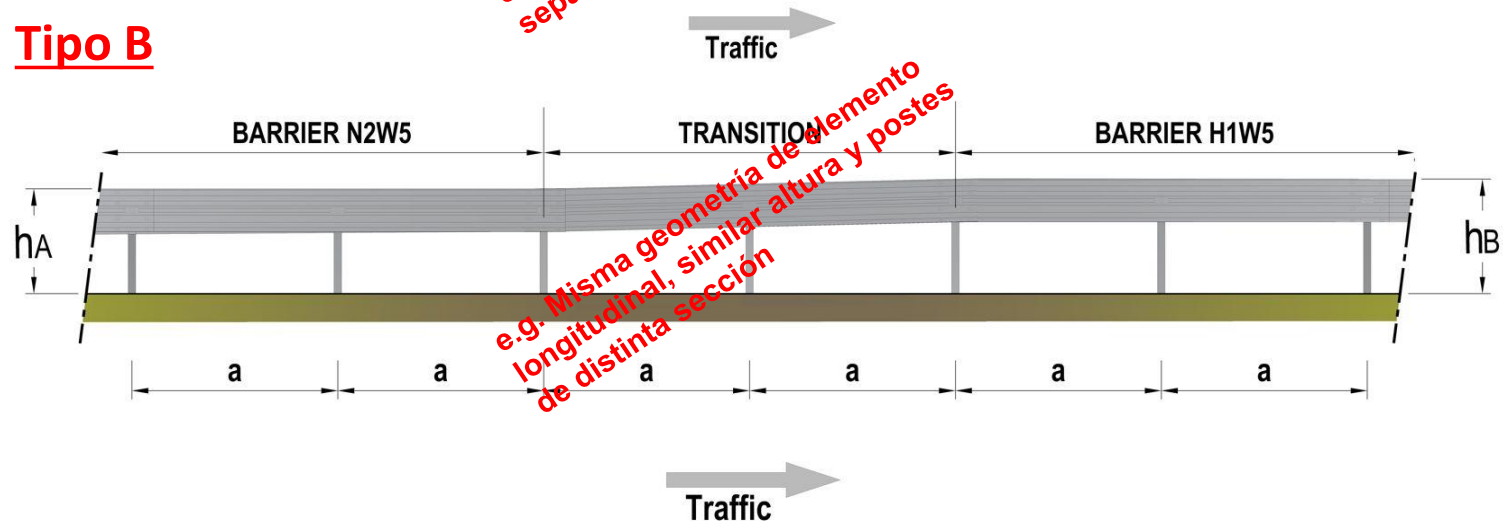 sepa
Traffic
Tipo B
BARRIER N2W5
TRANSITION
BARRIER H1W5
hA
hB
e.g. Misma geometría de elemento
longitudinal, similar altura y postes
de distinta sección
a
a
a
a
a
a
Traffic